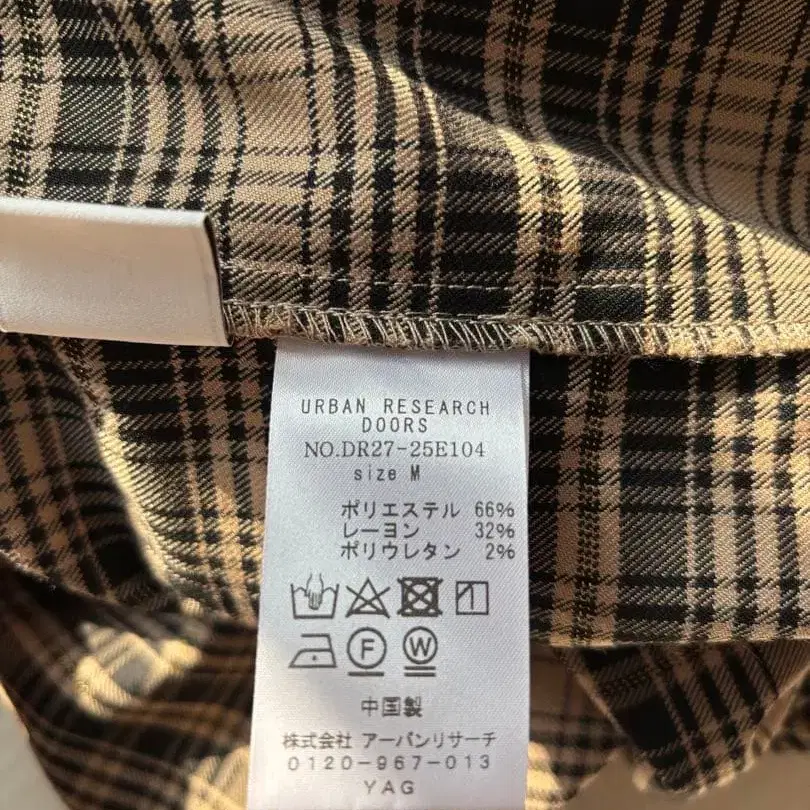 URBAN RESEARCH
DOORS
NO.DR27-25E104
size M
ポリエステル 66%
レーヨン 32%
ポリウレタン 2%
F W
中国製
株式会社 アーバンリサーチ
0120-967-013
YAG